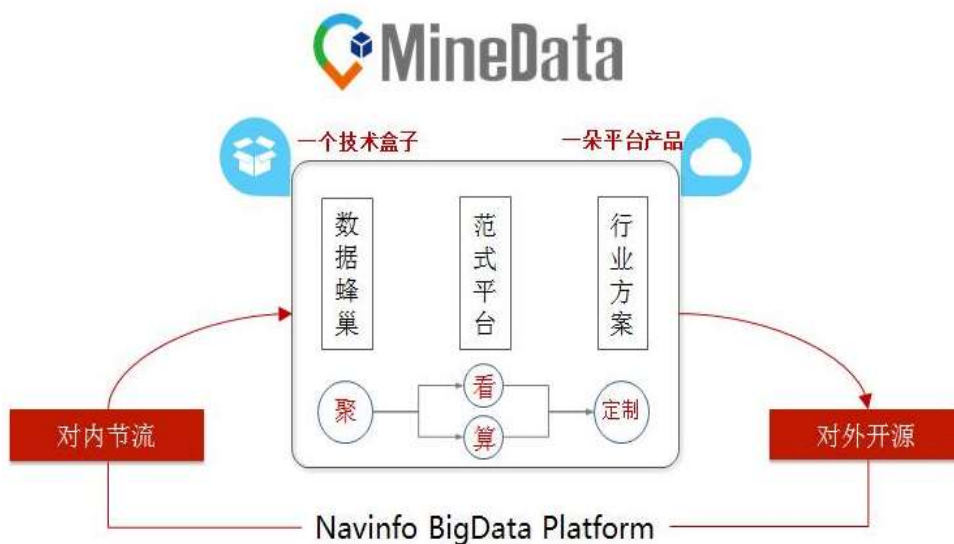 MineData
一个技术盒子
一朵平台产品
数据蜂巢
范式平台
行业方案
聚
看
算
定制
对内节流
对外开源
Navinfo BigData Platform